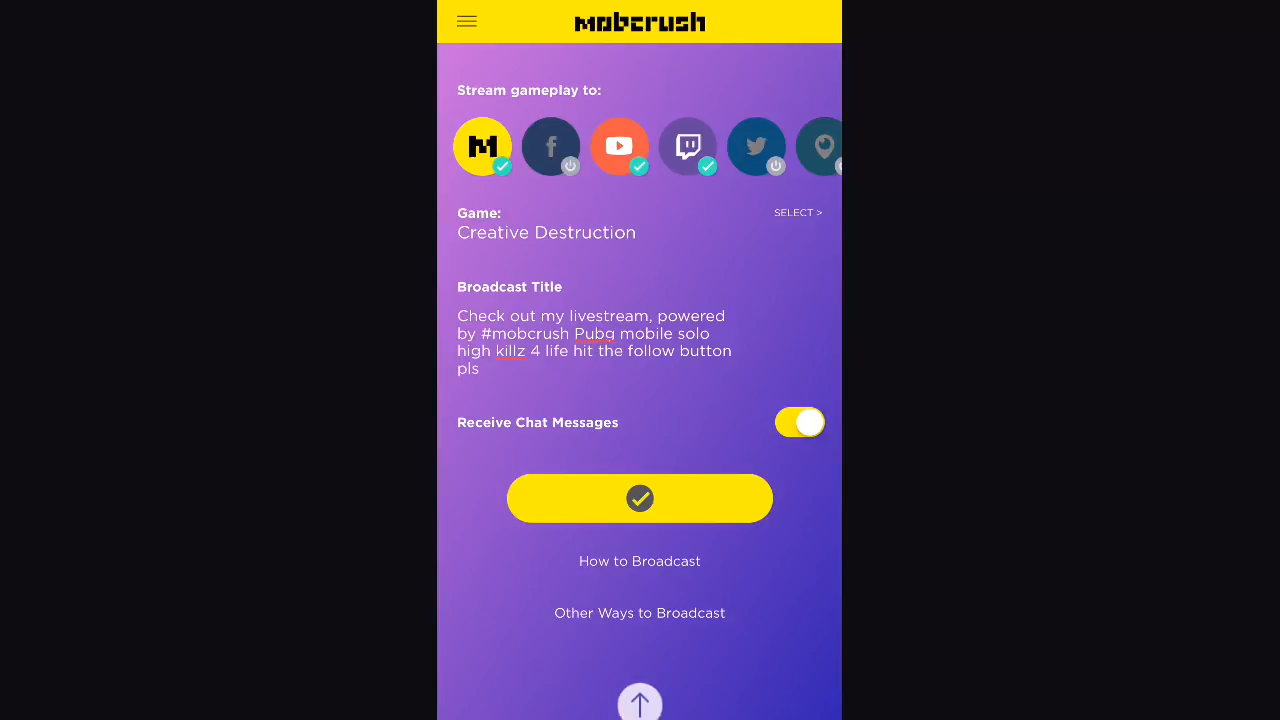 mobcrush
Stream gameplay to:
Game:
SELECT >
Creative Destruction
Broadcast Title
Check out my livestream, powered
by #mobcrush Pubg mobile solo
high killz 4 life hit the follow button
pls
Receive Chat Messages
How to Broadcast
Other Ways to Broadcast